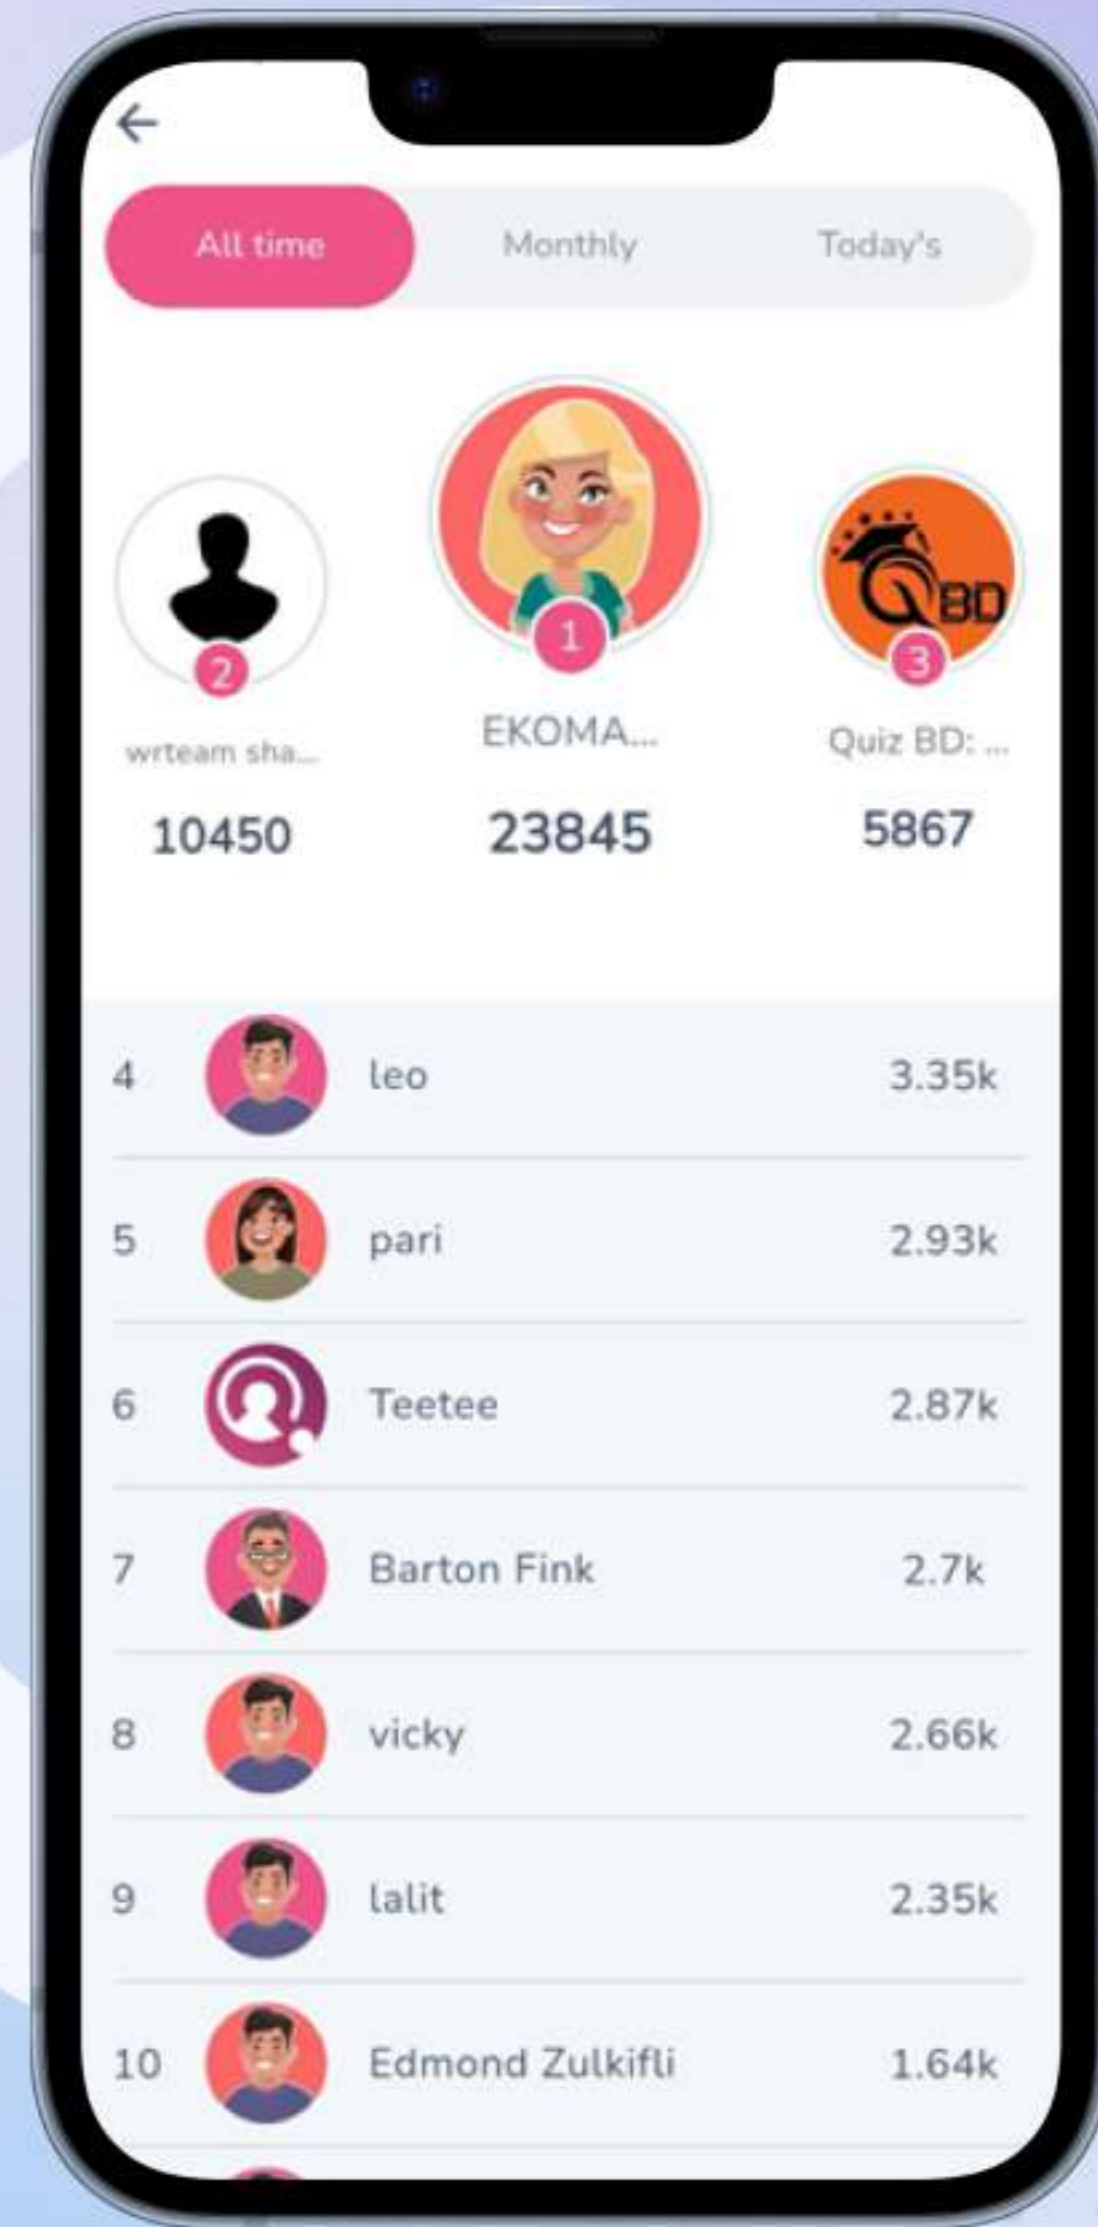 All time Monthly Today's
QBD
2 1 3
wrteam sha... EKOMA... Quiz BD: ...
10450 23845 5867
4 leo 3.35k
5 pari 2.93k
6 Teetee 2.87k
7 Barton Fink 2.7k
8 vicky 2.66k
9 lalit 2.35k
10 Edmond Zulkifli 1.64k